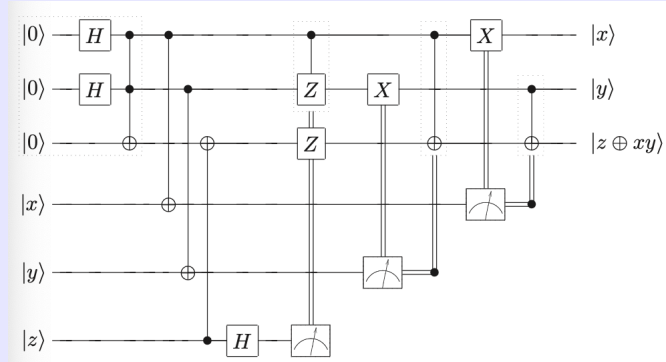 |0⟩ H X |x⟩
|0⟩ H Z X |y⟩
|0⟩ Z |z ⊕ xy⟩
|x⟩
|y⟩
|z⟩ H